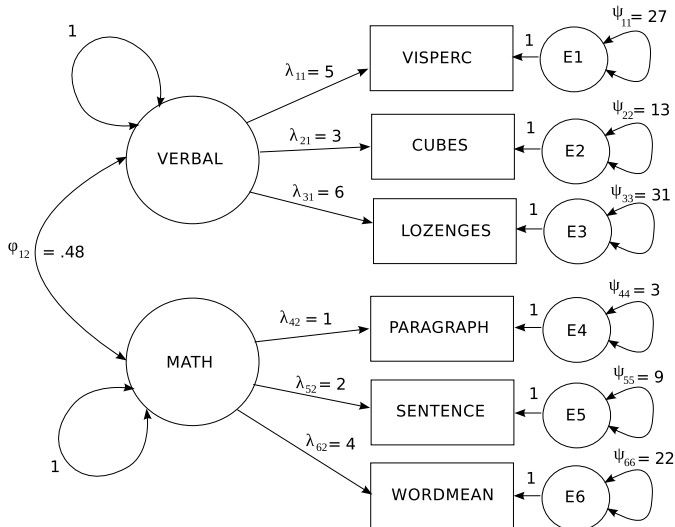 1
VERBAL
λ11= 5
λ21= 3
λ31= 6
VISPERC
1
E1
ψ11= 27
CUBES
1
E2
ψ22= 13
LOZENGES
1
E3
ψ33= 31
φ12 = .48
MATH
1
λ42= 1
λ52= 2
λ62= 4
PARAGRAPH
1
E4
ψ44= 3
SENTENCE
1
E5
ψ55= 9
WORDMEAN
1
E6
ψ66= 22